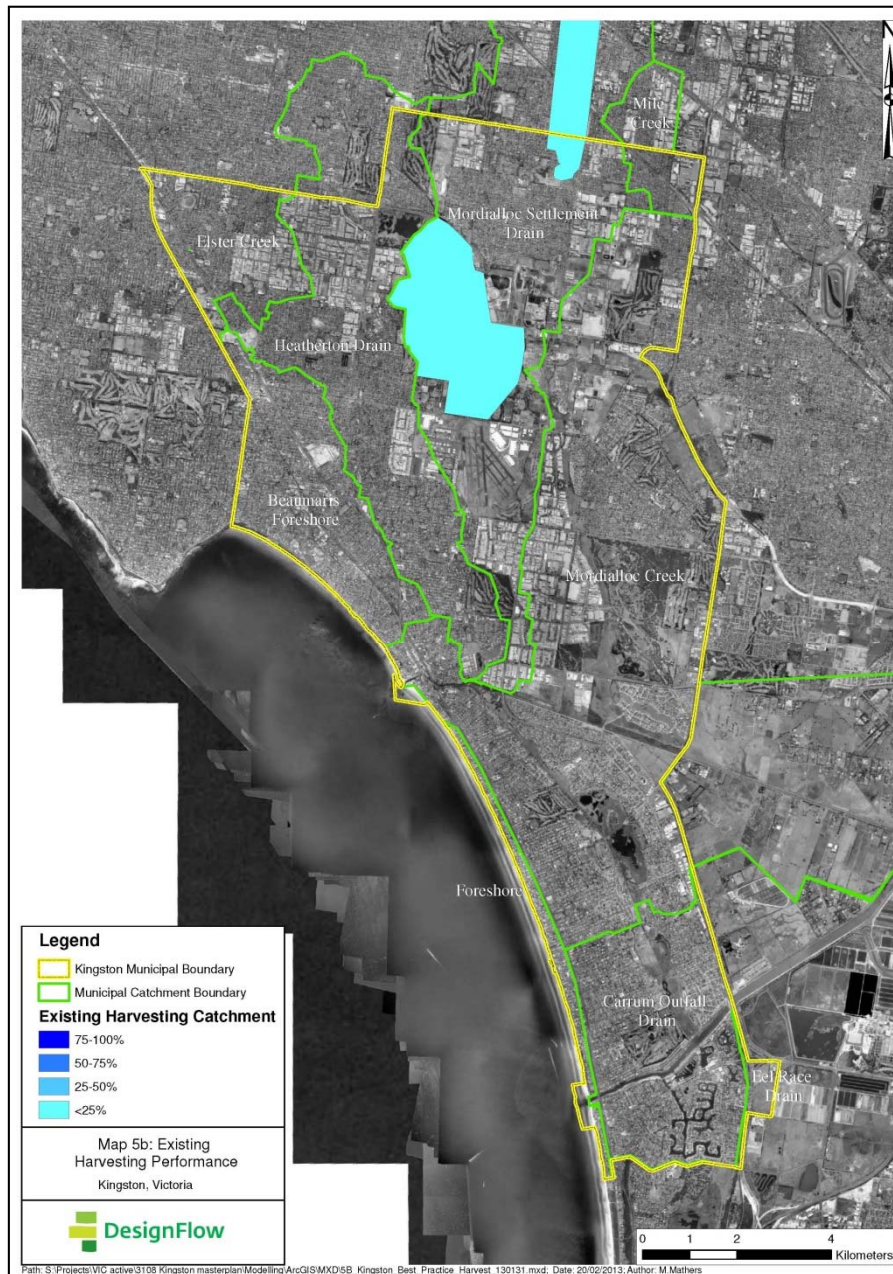 N
Mile
Creek
Mordialloc Settlement
Drain
Elster Creek
Heatherton Drain
Beaumaris
Foreshore
Mordialloc Creek
Foreshore
Carrum Outfall
Drain
Eel Race
Drain
Legend
Kingston Municipal Boundary
Municipal Catchment Boundary
Existing Harvesting Catchment
75-100%
50-75%
25-50%
<25%
Map 5b: Existing
Harvesting Performance
Kingston, Victoria
DesignFlow
0 1 2 4
Kilometers
Path: S:\Projects\VIC active\3108 Kingston masterplan\Modelling\ArcGIS\MXD\5B_Kingston_Best_Practice_Harvest_130131.mxd; Date: 20/02/2013; Author: M.Mathers